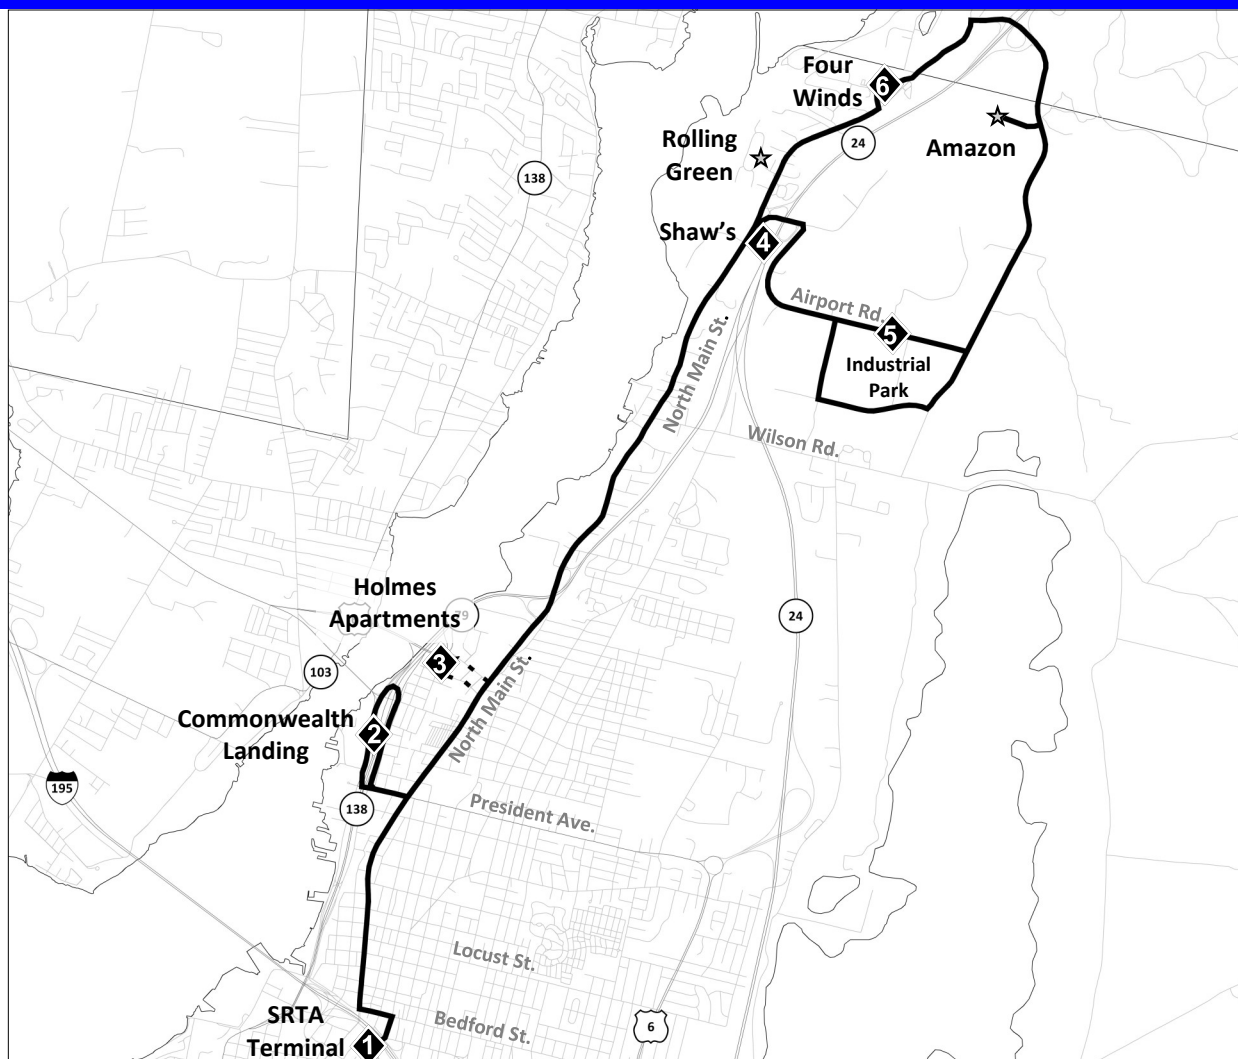 Four
Winds
6
Rolling
Green
24
Amazon
138
Shaw's
4
Airport Rd.
5
Industrial
Park
North Main St.
Wilson Rd.
Holmes
Apartments
79
3
24
103
North Main St.
Commonwealth
Landing
2
195
138
President Ave.
Locust St.
SRTA
Terminal
1
Bedford St.
6